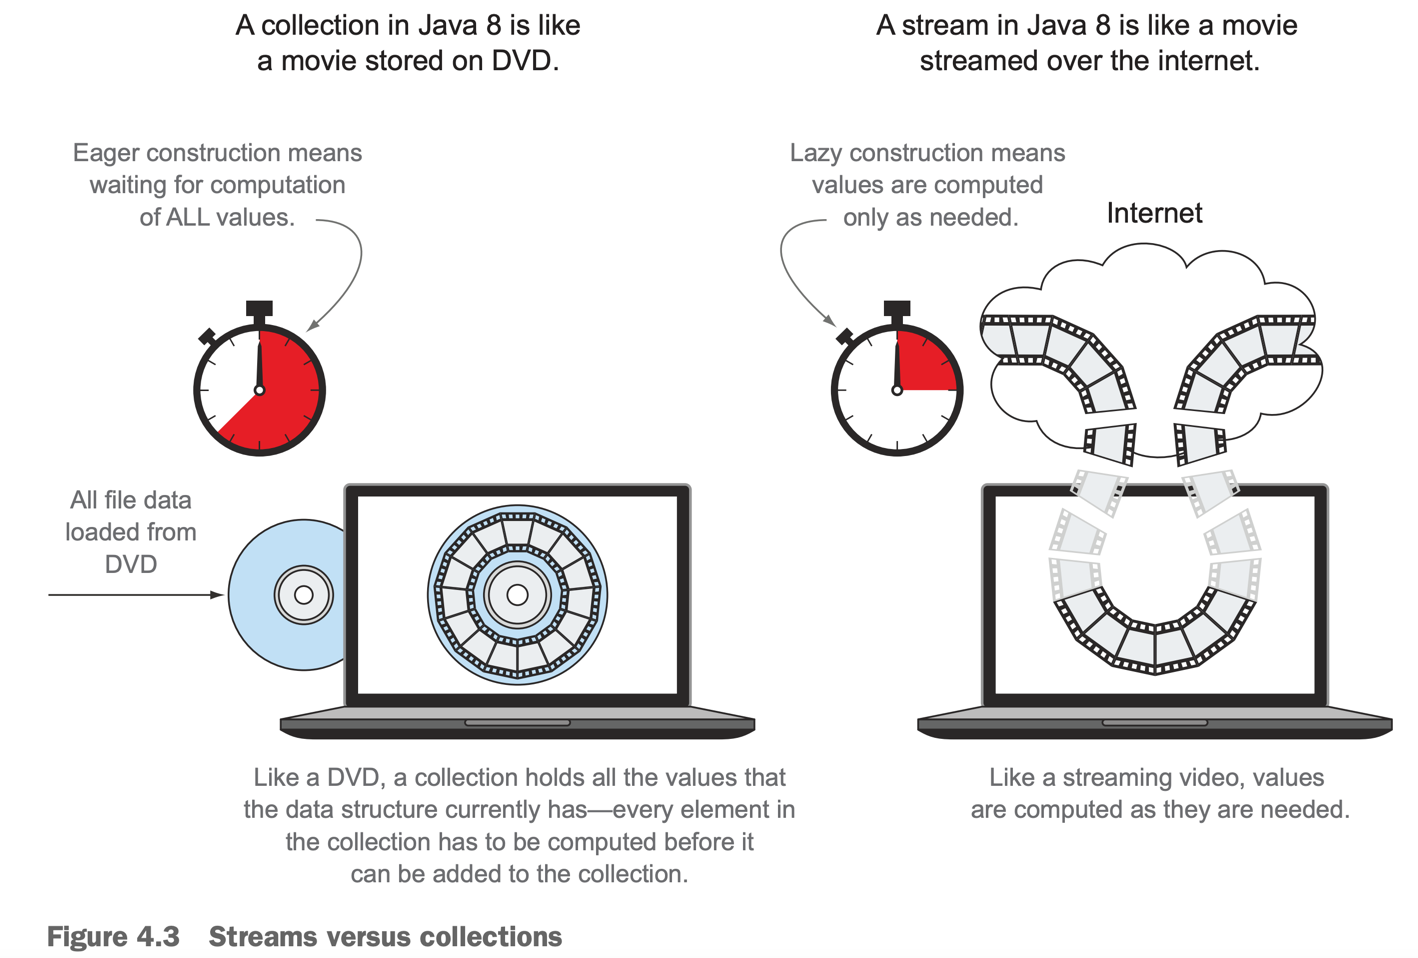 A collection in Java 8 is like
a movie stored on DVD.
A stream in Java 8 is like a movie
streamed over the internet.
Eager construction means
waiting for computation
of ALL values.
Lazy construction means
values are computed
only as needed.
Internet
All file data
loaded from
DVD
Like a DVD, a collection holds all the values that
the data structure currently has—every element in
the collection has to be computed before it
can be added to the collection.
Like a streaming video, values
are computed as they are needed.
Figure 4.3 Streams versus collections